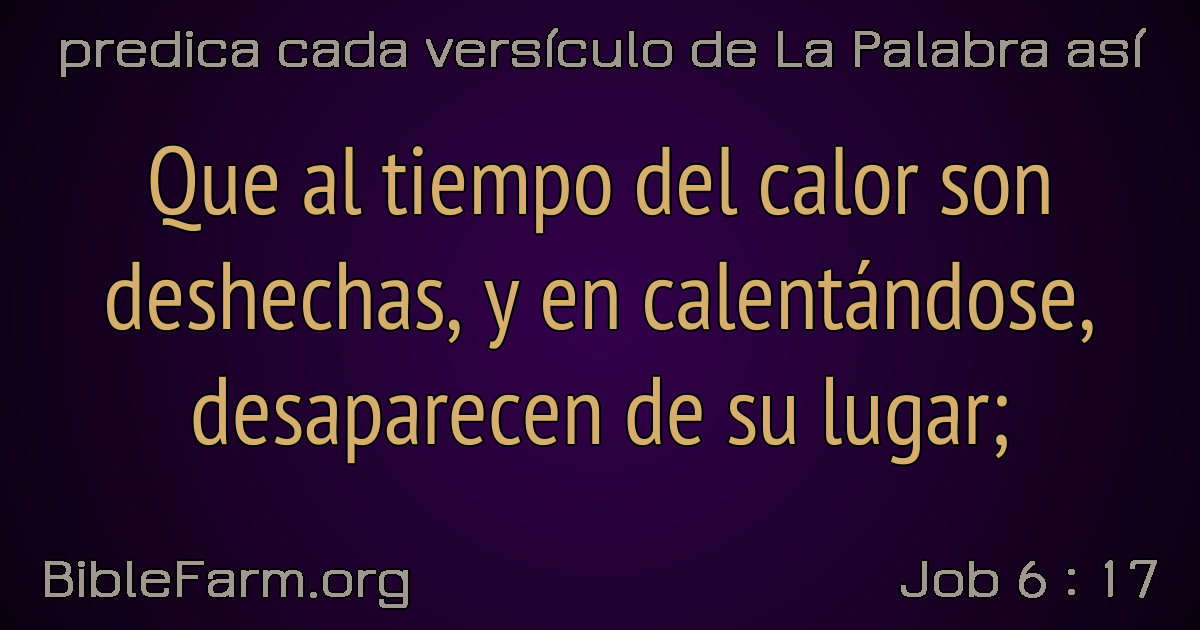 predica cada versículo de La Palabra así
Que al tiempo del calor son
deshechas, y en calentándose,
desaparecen de su lugar;
BibleFarm.org
Job 6 : 17